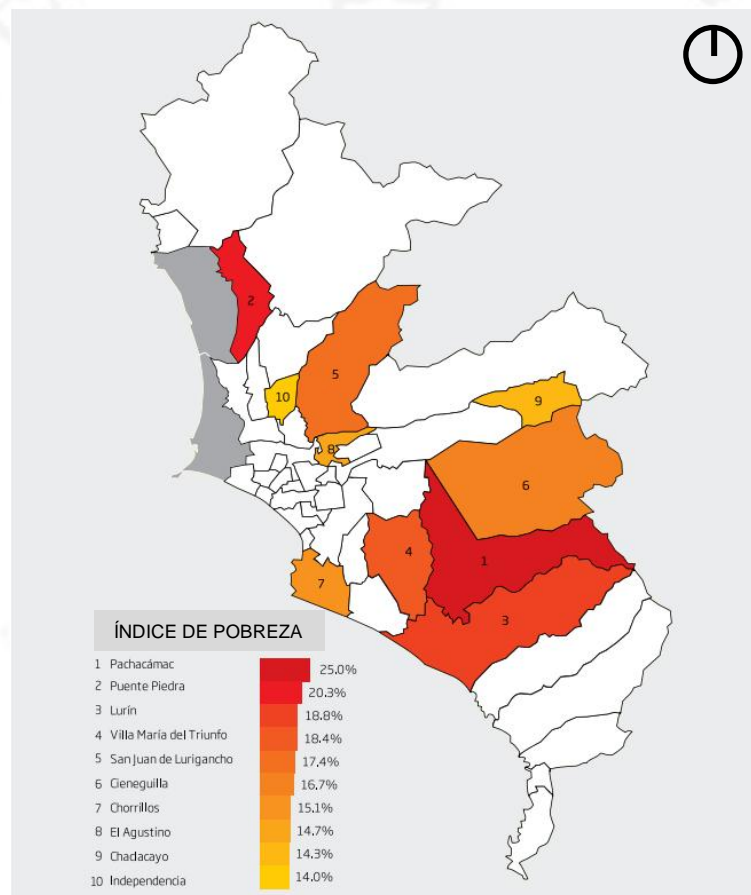 2
5
10
9
8
6
4
1
7
3
ÍNDICE DE POBREZA
1 Pachacámac 25.0%
2 Puente Piedra 20.3%
3 Lurín 18.8%
4 Villa María del Triunfo 18.4%
5 San Juan de Lurigancho 17.4%
6 Cieneguilla 16.7%
7 Chorrillos 15.1%
8 El Agustino 14.7%
9 Chadacayo 14.3%
10 Independencia 14.0%